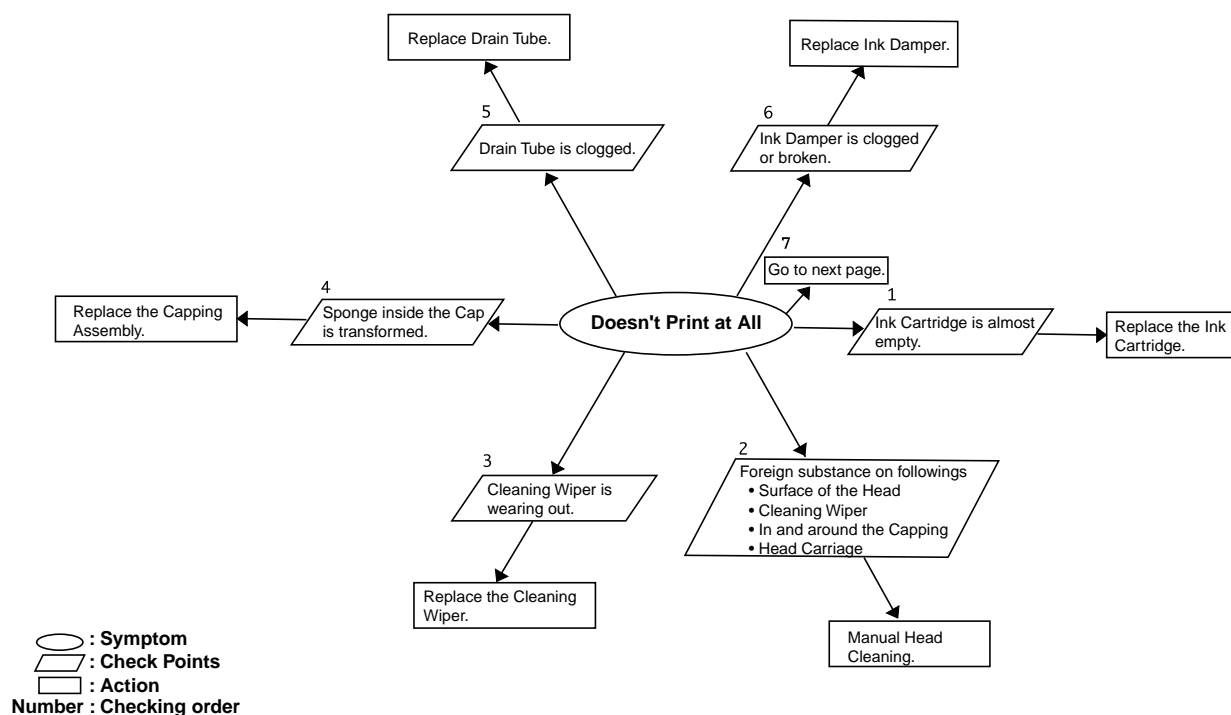 Replace Drain Tube.
Replace Ink Damper.
5
Drain Tube is clogged.
6
Ink Damper is clogged
or broken.
7
Go to next page.
4
Sponge inside the Cap
is transformed.
Replace the Capping
Assembly.
Doesn't Print at All
1
Ink Cartridge is almost
empty.
Replace the Ink
Cartridge.
3
Cleaning Wiper is
wearing out.
Replace the Cleaning
Wiper.
2
Foreign substance on followings
• Surface of the Head
• Cleaning Wiper
• In and around the Capping
• Head Carriage
Manual Head
Cleaning.
: Symptom
: Check Points
: Action
Number : Checking order